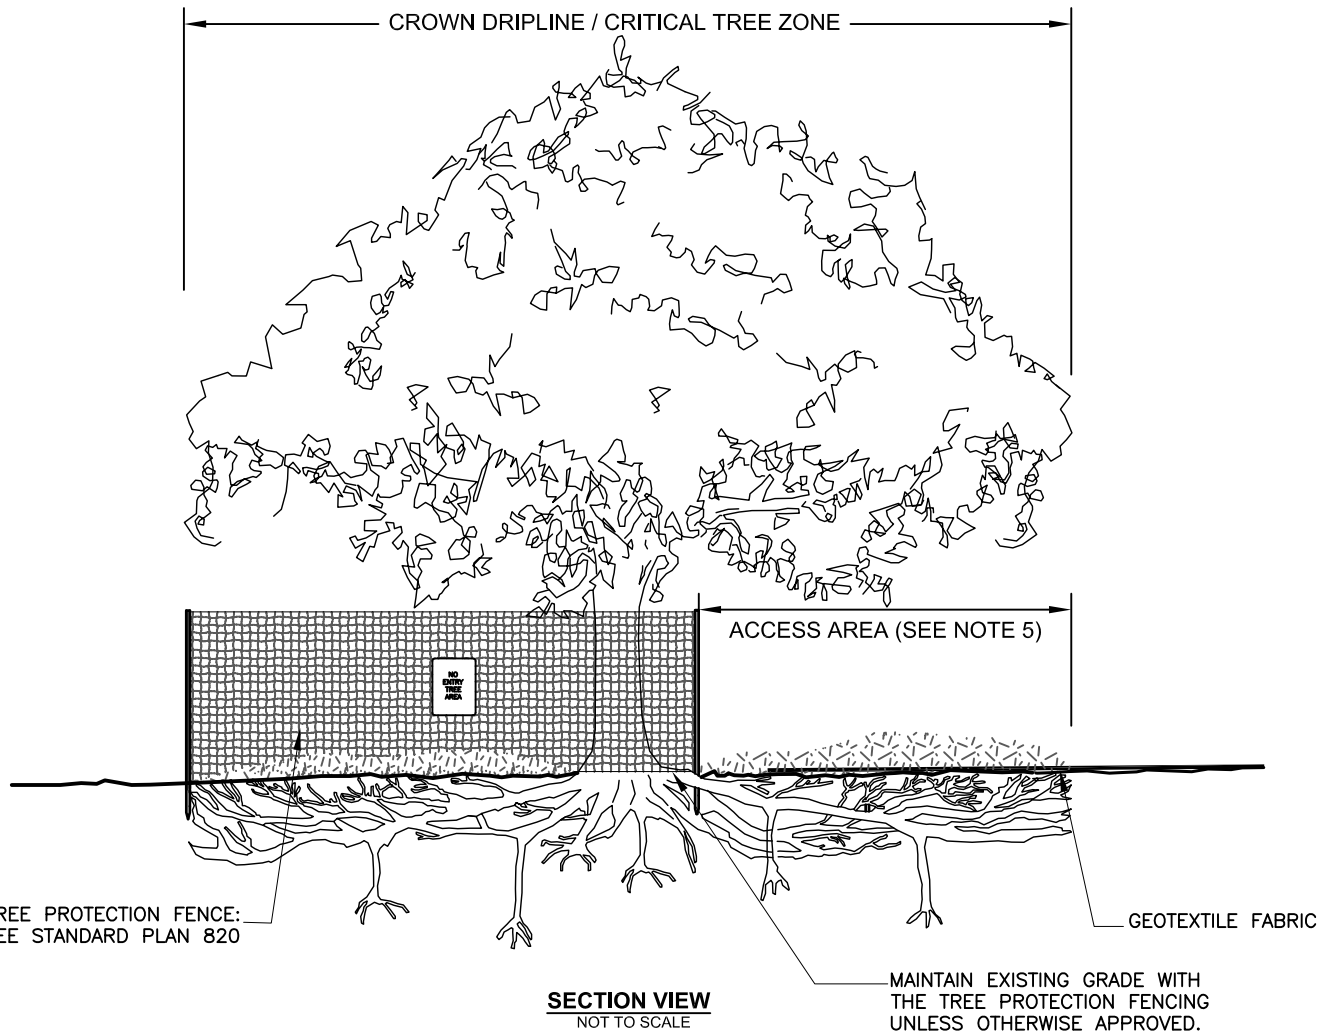 CROWN DRIPLINE / CRITICAL TREE ZONE
ACCESS AREA (SEE NOTE 5)
NO
ENTRY
TREE
AREA
REE PROTECTION FENCE:
EE STANDARD PLAN 820
GEOTEXTILE FABRIC
MAINTAIN EXISTING GRADE WITH
THE TREE PROTECTION FENCING
UNLESS OTHERWISE APPROVED.
SECTION VIEW
NOT TO SCALE